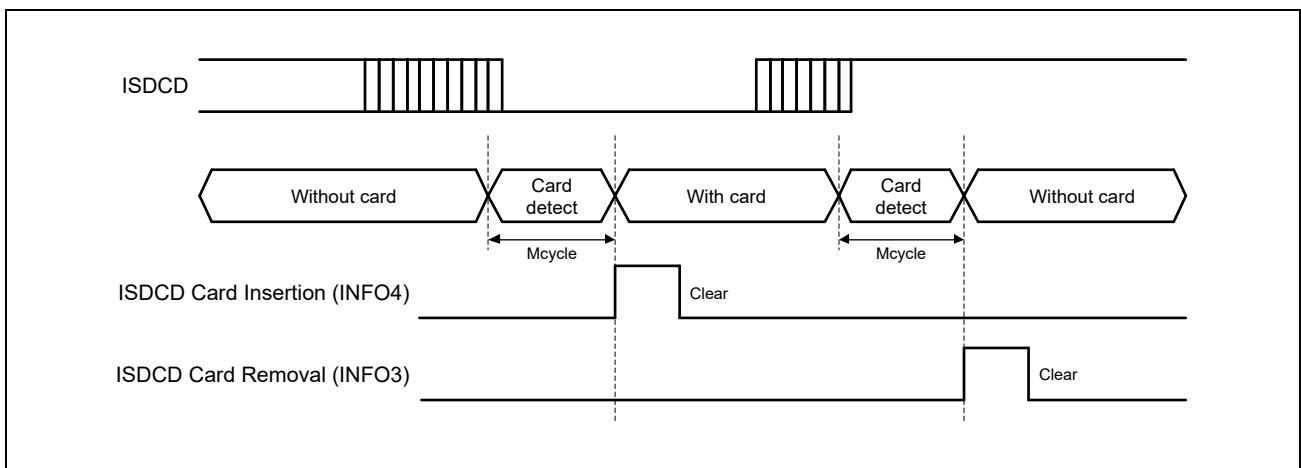 ISDCD
Without card
Card
detect
With card
Card
detect
Without card
Mcycle
Mcycle
ISDCD Card Insertion (INFO4)
Clear
ISDCD Card Removal (INFO3)
Clear